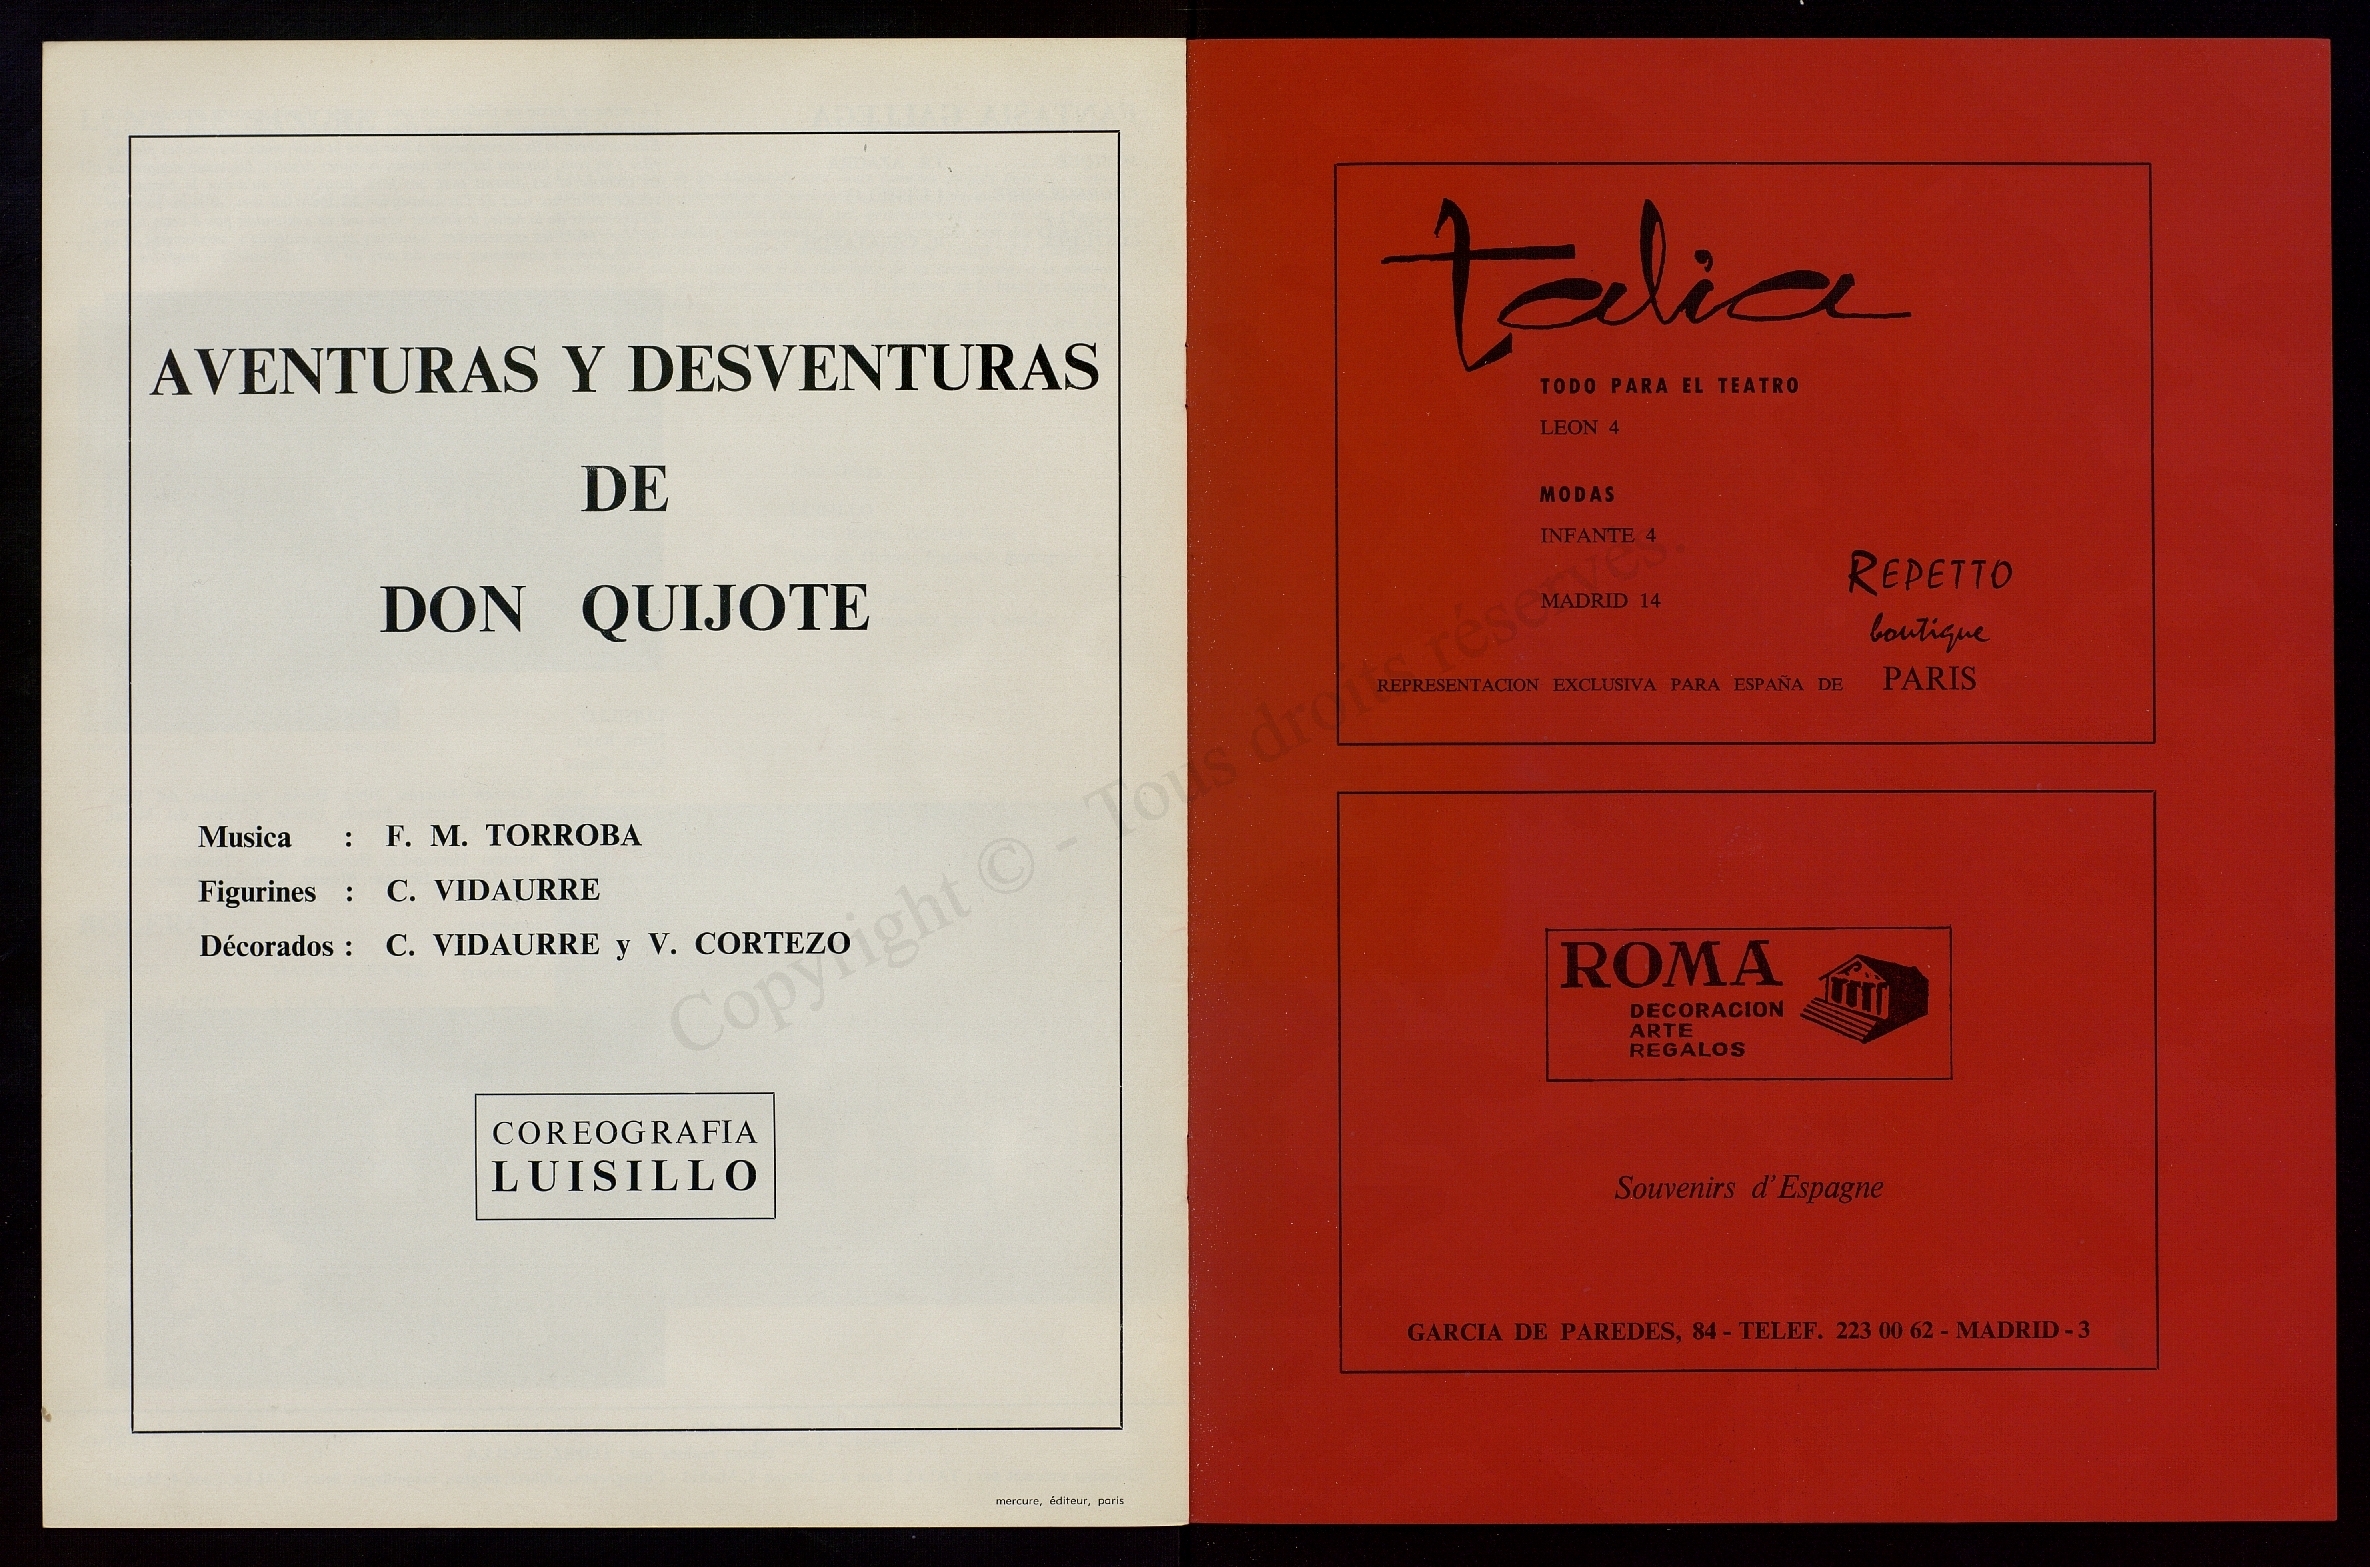 AVENTURAS Y DESVENTURAS
DE
DON QUIJOTE
Musica : F. M. TORROBA
Figurines : C. VIDAURRE
Décorados : C. VIDAURRE y V. CORTEZO
COREOGRAFIA
LUISILLO
mercure, éditeur, paris
talia
TODO PARA EL TEATRO
LEON 4
MODAS
INFANTE 4
MADRID 14
REPETTO
boutique
REPRESENTACION EXCLUSIVA PARA ESPAÑA DE PARIS
ROMA
DECORACION
ARTE
REGALOS
Souvenirs d'Espagne
GARCIA DE PAREDES, 84 - TELEF. 223 00 62 - MADRID - 3
Copyright © - Tous droits réservés.